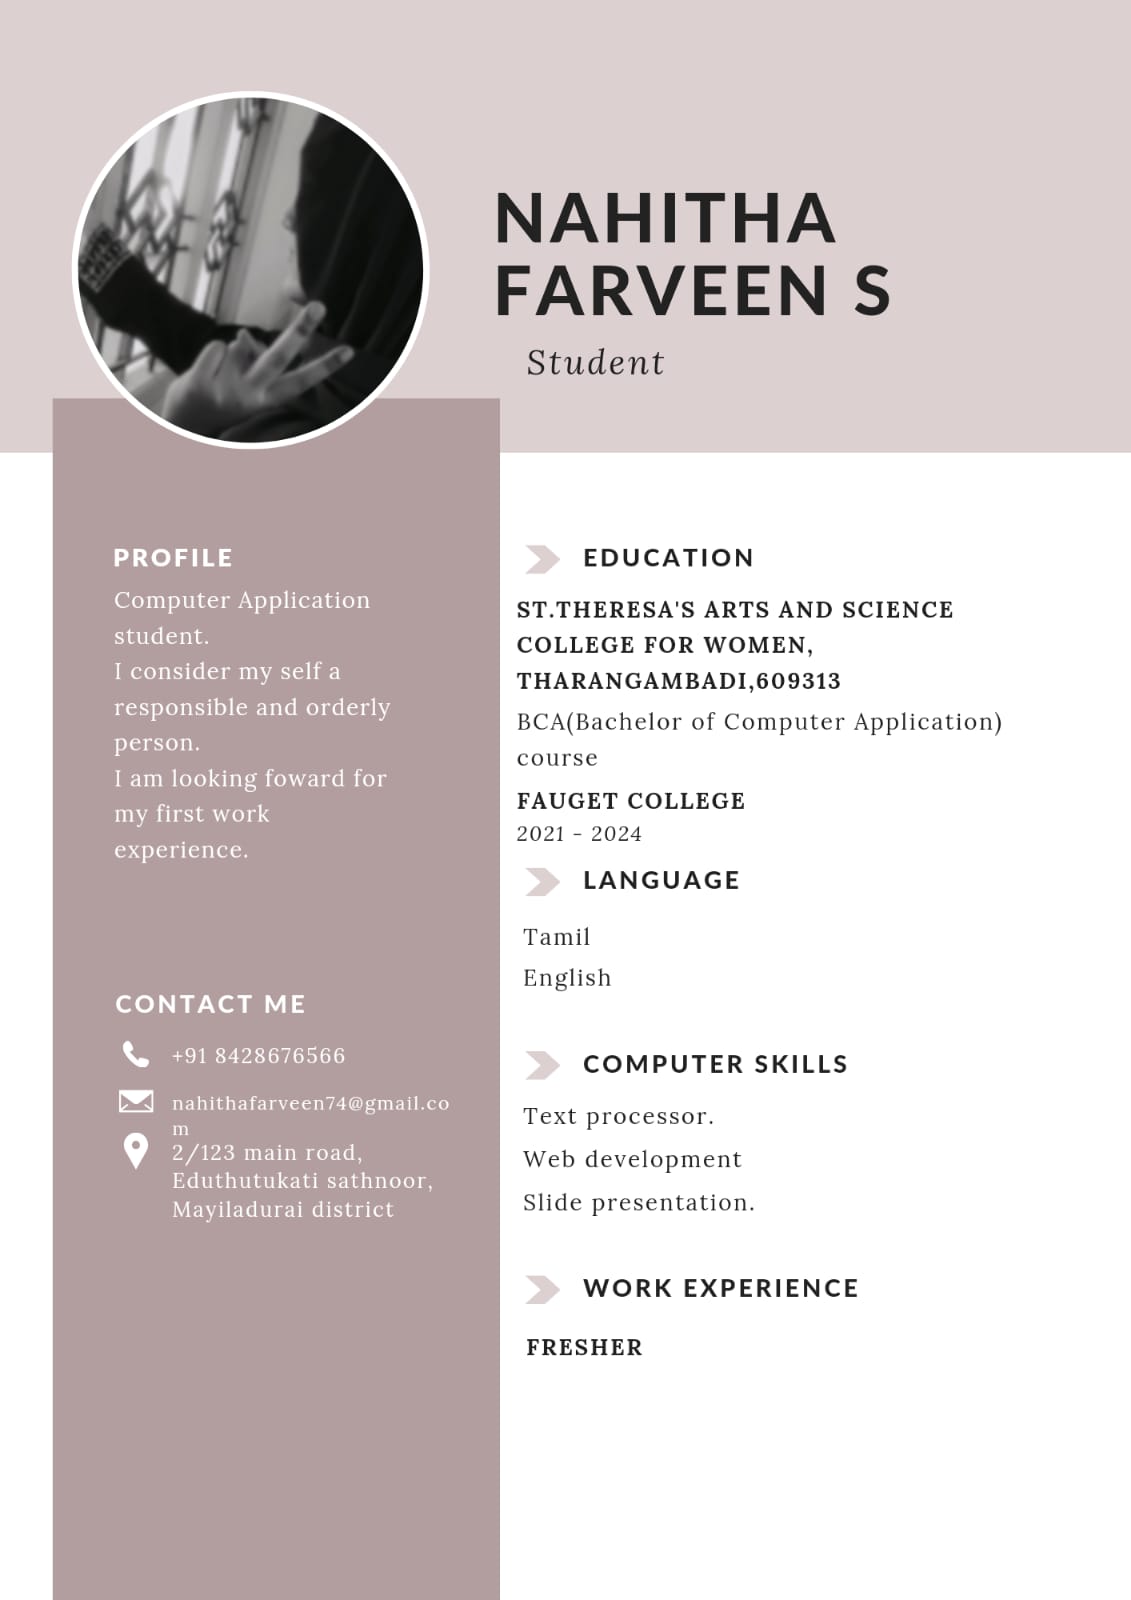 NAHITHA
FARVEEN S
Student
PROFILE
Computer Application
student.
I consider my self a
responsible and orderly
person.
I am looking foward for
my first work
experience.
CONTACT ME
+91 8428676566
nahithafarveen74@gmail.co
m
2/123 main road,
Eduthutukati sathnoor,
Mayiladurai district
EDUCATION
ST.THERESA'S ARTS AND SCIENCE
COLLEGE FOR WOMEN,
THARANGAMBADI,609313
BCA(Bachelor of Computer Application)
course
FAUGET COLLEGE
2021 - 2024
LANGUAGE
Tamil
English
COMPUTER SKILLS
Text processor.
Web development
Slide presentation.
WORK EXPERIENCE
FRESHER